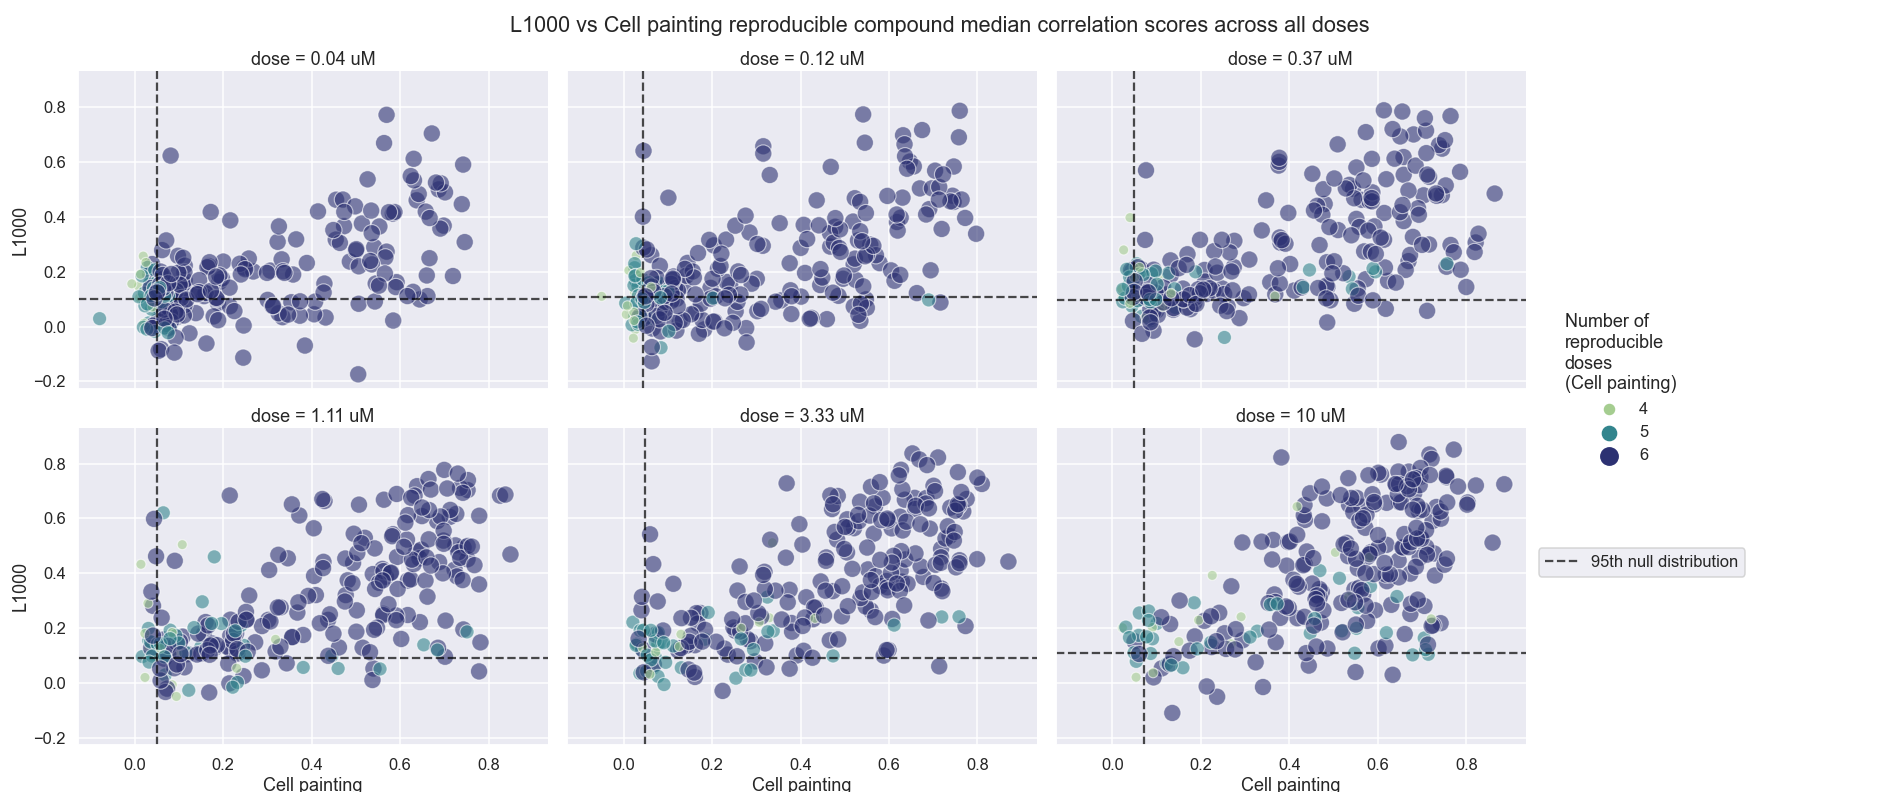 L1000 vs Cell painting reproducible compound median correlation scores across all doses
dose = 0.04 uM
dose = 0.12 uM
dose = 0.37 uM
L1000
0.8
0.6
0.4
0.2
0.0
−0.2
dose = 1.11 uM
dose = 3.33 uM
dose = 10 uM
L1000
0.8
0.6
0.4
0.2
0.0
−0.2
0.0 0.2 0.4 0.6 0.8
Cell painting
0.0 0.2 0.4 0.6 0.8
Cell painting
0.0 0.2 0.4 0.6 0.8
Cell painting
Number of
reproducible
doses
(Cell painting)
4
5
6
95th null distribution